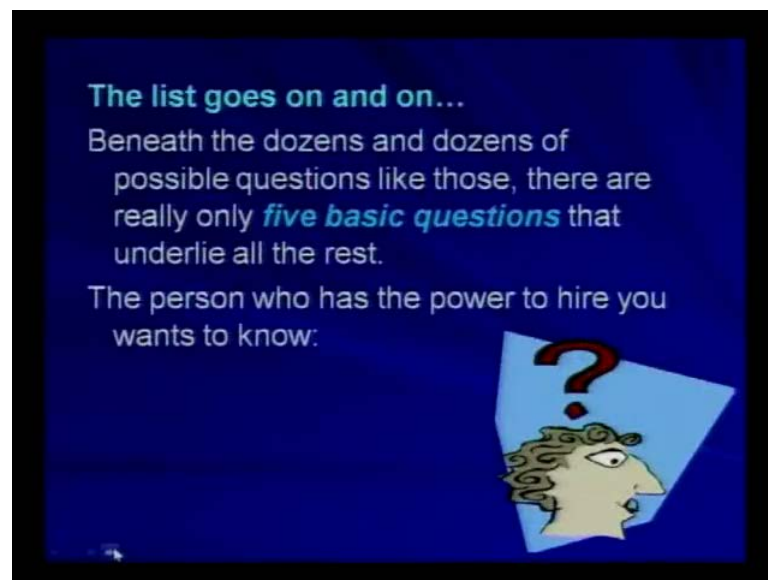 The list goes on and on...
Beneath the dozens and dozens of
possible questions like those, there are
really only five basic questions that
underlie all the rest.
The person who has the power to hire you
wants to know:
?